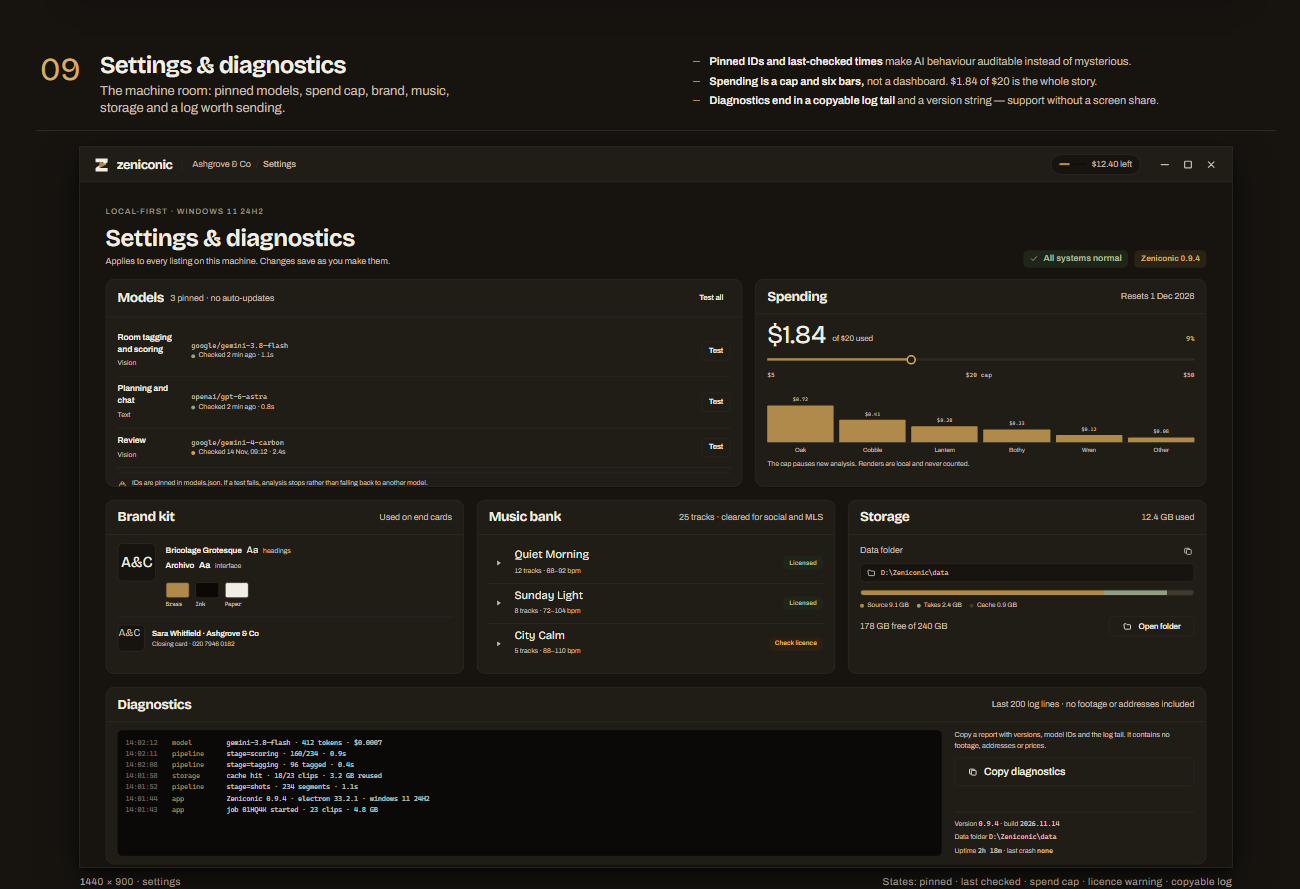 09
Settings & diagnostics
The machine room: pinned models, spend cap, brand, music,
storage and a log worth sending.
— Pinned IDs and last-checked times make AI behaviour auditable instead of mysterious.
— Spending is a cap and six bars, not a dashboard. $1.84 of $20 is the whole story.
— Diagnostics end in a copyable log tail and a version string — support without a screen share.
zeniconic
Ashgrove & Co / Settings
$12.40 left
LOCAL-FIRST · WINDOWS 11 24H2
Settings & diagnostics
Applies to every listing on this machine. Changes save as you make them.
All systems normal
Zeniconic 0.9.4
Models 3 pinned · no auto-updates
Test all
Room tagging
and scoring
Vision
google/gemini-3.8-flash
Checked 2 min ago · 1.1s
Test
Planning and
chat
Text
openai/gpt-6-astra
Checked 2 min ago · 0.8s
Test
Review
Vision
google/gemini-4-carbon
Checked 14 Nov, 09:12 · 2.4s
Test
IDs are pinned in models.json. If a test fails, analysis stops rather than falling back to another model.
Spending
Resets 1 Dec 2026
$1.84 of $20 used
9%
$5
$20 cap
$50
$0.72
$0.41
$0.12
Oak
Cobble
Lantern
Bothy
Wren
Other
The cap pauses new analysis. Renders are local and never counted.
Brand kit
Used on end cards
A&C
Bricolage Grotesque Aa headings
Archivo Aa interface
Brass
Ink
Paper
A&C
Sara Whitfield · Ashgrove & Co
Closing card · 020 7946 0182
Music bank
25 tracks · cleared for social and MLS
Quiet Morning
12 tracks · 68–92 bpm
Licensed
Sunday Light
8 tracks · 72–104 bpm
Licensed
City Calm
5 tracks · 88–110 bpm
Check licence
Storage
12.4 GB used
Data folder
D:\Zeniconic\data
Source 9.1 GB
Takes 2.4 GB
Cache 0.9 GB
178 GB free of 240 GB
Open folder
Diagnostics
Last 200 log lines · no footage or addresses included
14:02:12 model gemini-3.8-flash · 412 tokens · $0.0007
14:02:11 pipeline stage=scoring · 160/234 · 0.9s
14:02:08 pipeline stage=tagging · 96 tagged · 0.4s
14:01:58 storage cache hit · 18/23 clips · 3.2 GB reused
14:01:52 pipeline stage=shots · 234 segments · 1.1s
14:01:44 app Zeniconic 0.9.4 · electron 33.2.1 · windows 11 24H2
14:01:43 app job 01HQ4K started · 23 clips · 4.8 GB
Copy a report with versions, model IDs and the log tail. It contains no
footage, addresses or prices.
Copy diagnostics
Version 0.9.4 · build 2026.11.14
Data folder D:\Zeniconic\data
Uptime 2h 18m · last crash none
1440 × 900 · settings
States: pinned · last checked · spend cap · licence warning · copyable log